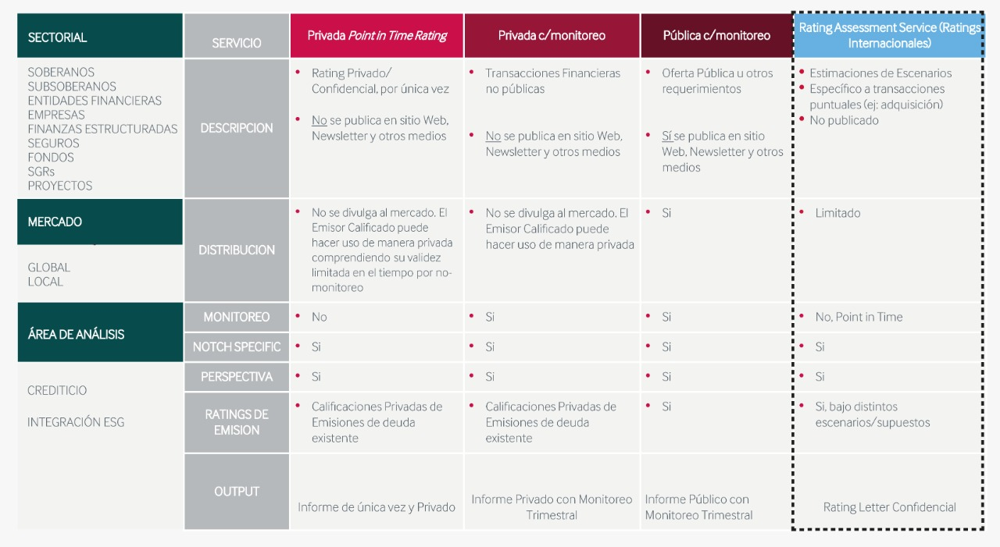 SECTORIAL
SERVICIO
Privada Point in Time Rating
Privada c/monitoreo
Pública c/monitoreo
Rating Assessment Service (Ratings
Internacionales)
SOBERANOS
SUBSOBERANOS
ENTIDADES FINANCIERAS
EMPRESAS
FINANZAS ESTRUCTURADAS
SEGUROS
FONDOS
SGRs
PROYECTOS
DESCRIPCION
• Rating Privado/
Confidencial, por única vez
• No se publica en sitio Web,
Newsletter y otros medios
• Transacciones Financieras
no públicas
• No se publica en sitio Web,
Newsletter y otros medios
• Oferta Pública u otros
requerimientos
• Sí se publica en sitio
Web, Newsletter y otros
medios
• Estimaciones de Escenarios
• Específico a transacciones
puntuales (ej: adquisición)
• No publicado
MERCADO
GLOBAL
LOCAL
DISTRIBUCION
• No se divulga al mercado. El
Emisor Calificado puede
hacer uso de manera privada
comprendiendo su validez
limitada en el tiempo por no-
monitoreo
• No se divulga al mercado. El
Emisor Calificado puede
hacer uso de manera privada
• Si
• Limitado
ÁREA DE ANÁLISIS
MONITOREO
• No
• Si
• Si
• No, Point in Time
NOTCH SPECIFIC
• Si
• Si
• Si
• Si
CREDITICIO
INTEGRACIÓN ESG
PERSPECTIVA
• Si
• Si
• Si
• Si
RATINGS DE
EMISION
• Calificaciones Privadas de
Emisiones de deuda
existente
• Calificaciones Privadas de
Emisiones de deuda
existente
• Si
• Si, bajo distintos
escenarios/supuestos
OUTPUT
Informe de única vez y Privado
Informe Privado con Monitoreo
Trimestral
Informe Público con
Monitoreo Trimestral
Rating Letter Confidencial